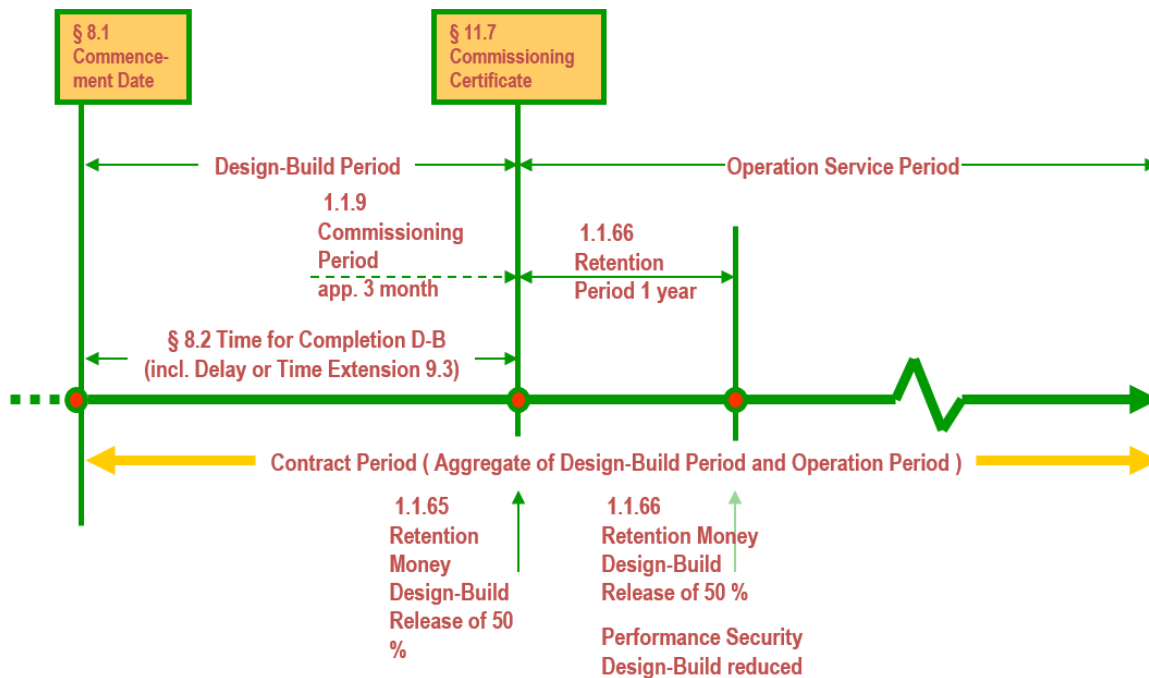 § 8.1
Commence-
ment Date
§ 11.7
Commissioning
Certificate
Design-Build Period
Operation Service Period
1.1.9
Commissioning
Period
app. 3 month
1.1.66
Retention
Period 1 year
§ 8.2 Time for Completion D-B
(incl. Delay or Time Extension 9.3)
Contract Period ( Aggregate of Design-Build Period and Operation Period )
1.1.65
Retention
Money
Design-Build
Release of 50
%
1.1.66
Retention Money
Design-Build
Release of 50 %
Performance Security
Design-Build reduced